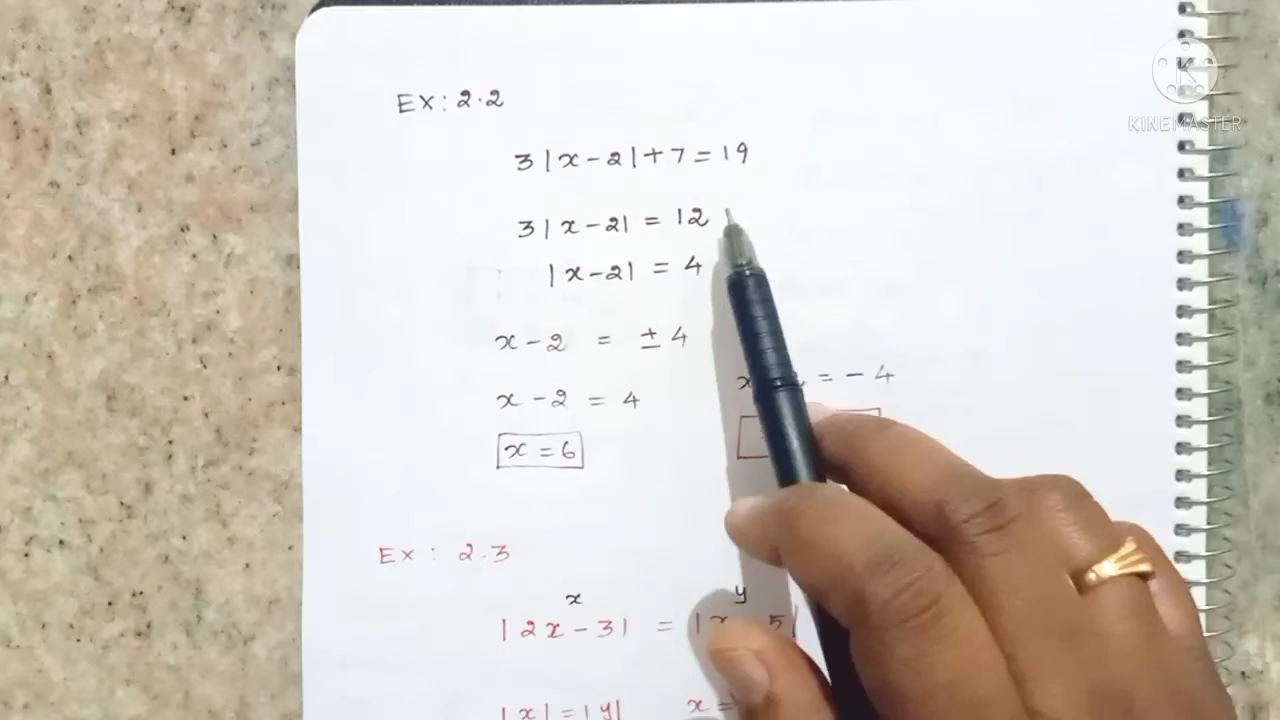 EX: 2.2
K
KINEMASTER
3|x-2|+7=19
3|x-2| = 12
|x-2| = 4
x-2 = ±4
x-2 = 4
= -4
x=6
EX: 2.3
x y
|2x-3| = | 5|
|x|=|y| x=